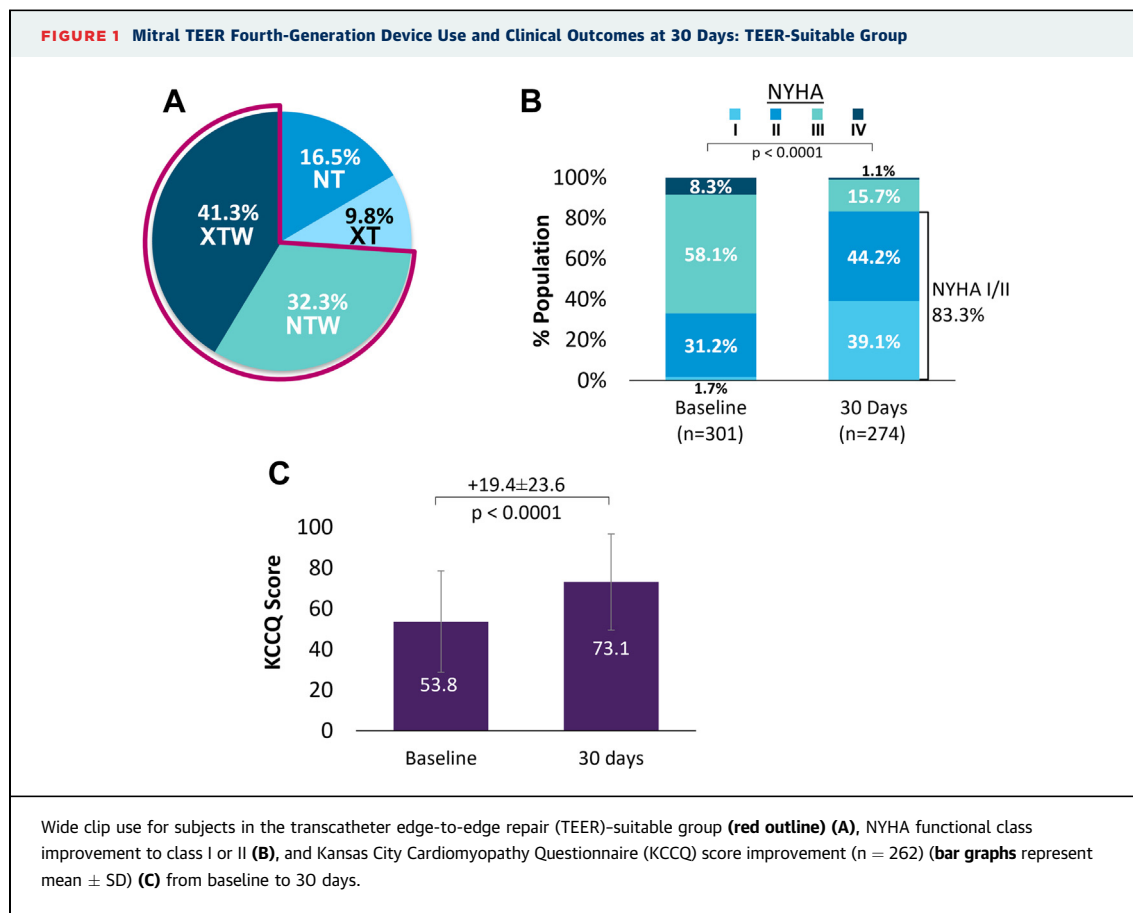 FIGURE 1 Mitral TEER Fourth-Generation Device Use and Clinical Outcomes at 30 Days: TEER-Suitable Group
A
16.5%
NT
9.8%
XT
41.3%
XTW
32.3%
NTW
B
NYHA
I II III IV
p < 0.0001
% Population
100%
80%
60%
40%
20%
0%
8.3%
58.1%
31.2%
1.7%
1.1%
15.7%
44.2%
39.1%
NYHA I/II
83.3%
Baseline
(n=301)
30 Days
(n=274)
C
+19.4±23.6
p < 0.0001
KCCQ Score
100
80
60
40
20
0
53.8
73.1
Baseline
30 days
Wide clip use for subjects in the transcatheter edge-to-edge repair (TEER)–suitable group (red outline) (A), NYHA functional class
improvement to class I or II (B), and Kansas City Cardiomyopathy Questionnaire (KCCQ) score improvement (n = 262) (bar graphs represent
mean ± SD) (C) from baseline to 30 days.